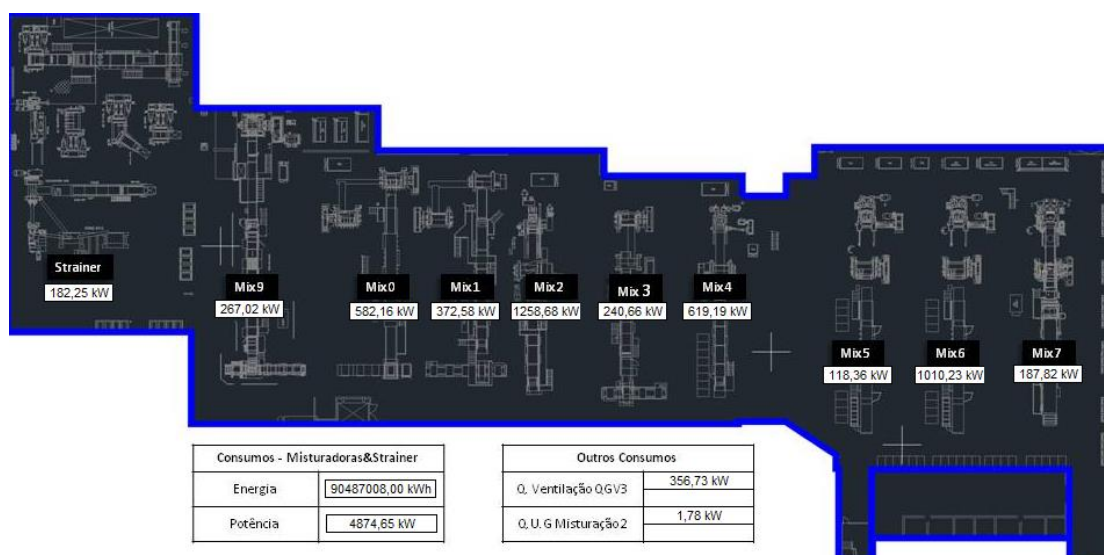 Strainer
182,25 kW
Mix9
267,02 kW
Mix0
582,16 kW
Mix1
372,58 kW
Mix2
1258,68 kW
Mix 3
240,66 kW
Mix4
619,19 kW
Mix5
118,36 kW
Mix6
1010,23 kW
Mix7
187,82 kW
Consumos - Misturadoras&Strainer
Energia 90487008,00 kWh
Potência 4874,65 kW
Outros Consumos
Q. Ventilação QGV3 356,73 kW
Q.U.G Misturação 2 1,78 kW